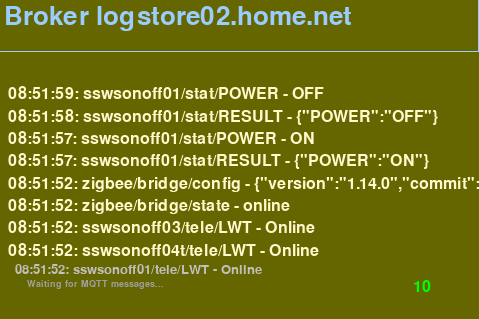 Broker logstore02.home.net
08:51:59: sswsonoff01/stat/POWER - OFF
08:51:58: sswsonoff01/stat/RESULT - {"POWER":"OFF"}
08:51:57: sswsonoff01/stat/POWER - ON
08:51:57: sswsonoff01/stat/RESULT - {"POWER":"ON"}
08:51:52: zigbee/bridge/config - {"version":"1.14.0","commit":
08:51:52: zigbee/bridge/state - online
08:51:52: sswsonoff03/tele/LWT - Online
08:51:52: sswsonoff04t/tele/LWT - Online
08:51:52: sswsonoff01/tele/LWT - Online
Waiting for MQTT messages...
10